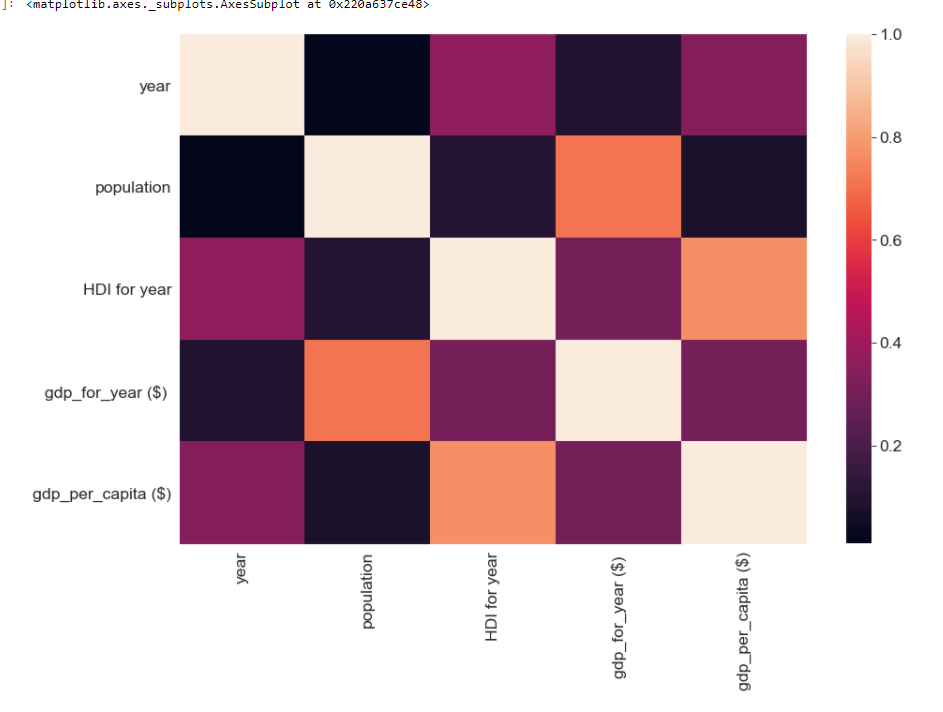 ]: <matplotlib.axes._subplots.AxesSubplot at 0x220a637ce48>
1.0
year
0.8
population
0.6
HDI for year
0.4
gdp_for_year ($)
0.2
gdp_per_capita ($)
year
population
HDI for year
gdp_for_year ($)
gdp_per_capita ($)